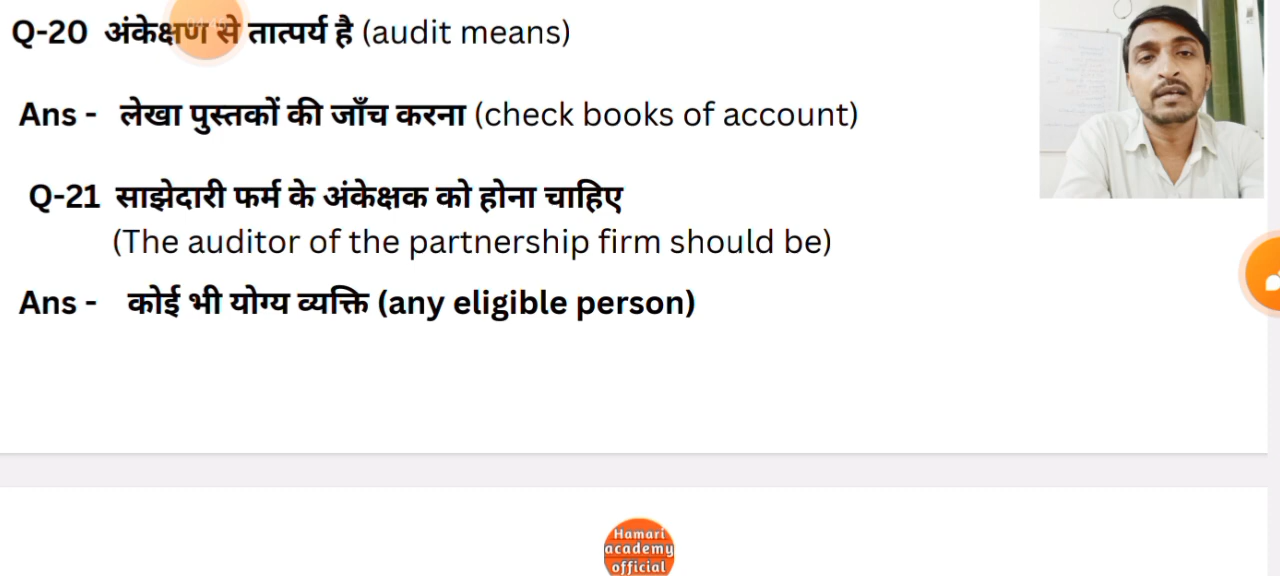 Q-20 अंकेक्षण से तात्पर्य है (audit means)
Ans - लेखा पुस्तकों की जाँच करना (check books of account)
Q-21 साझेदारी फर्म के अंकेक्षक को होना चाहिए
(The auditor of the partnership firm should be)
Ans - कोई भी योग्य व्यक्ति (any eligible person)
Hamari
academy
official